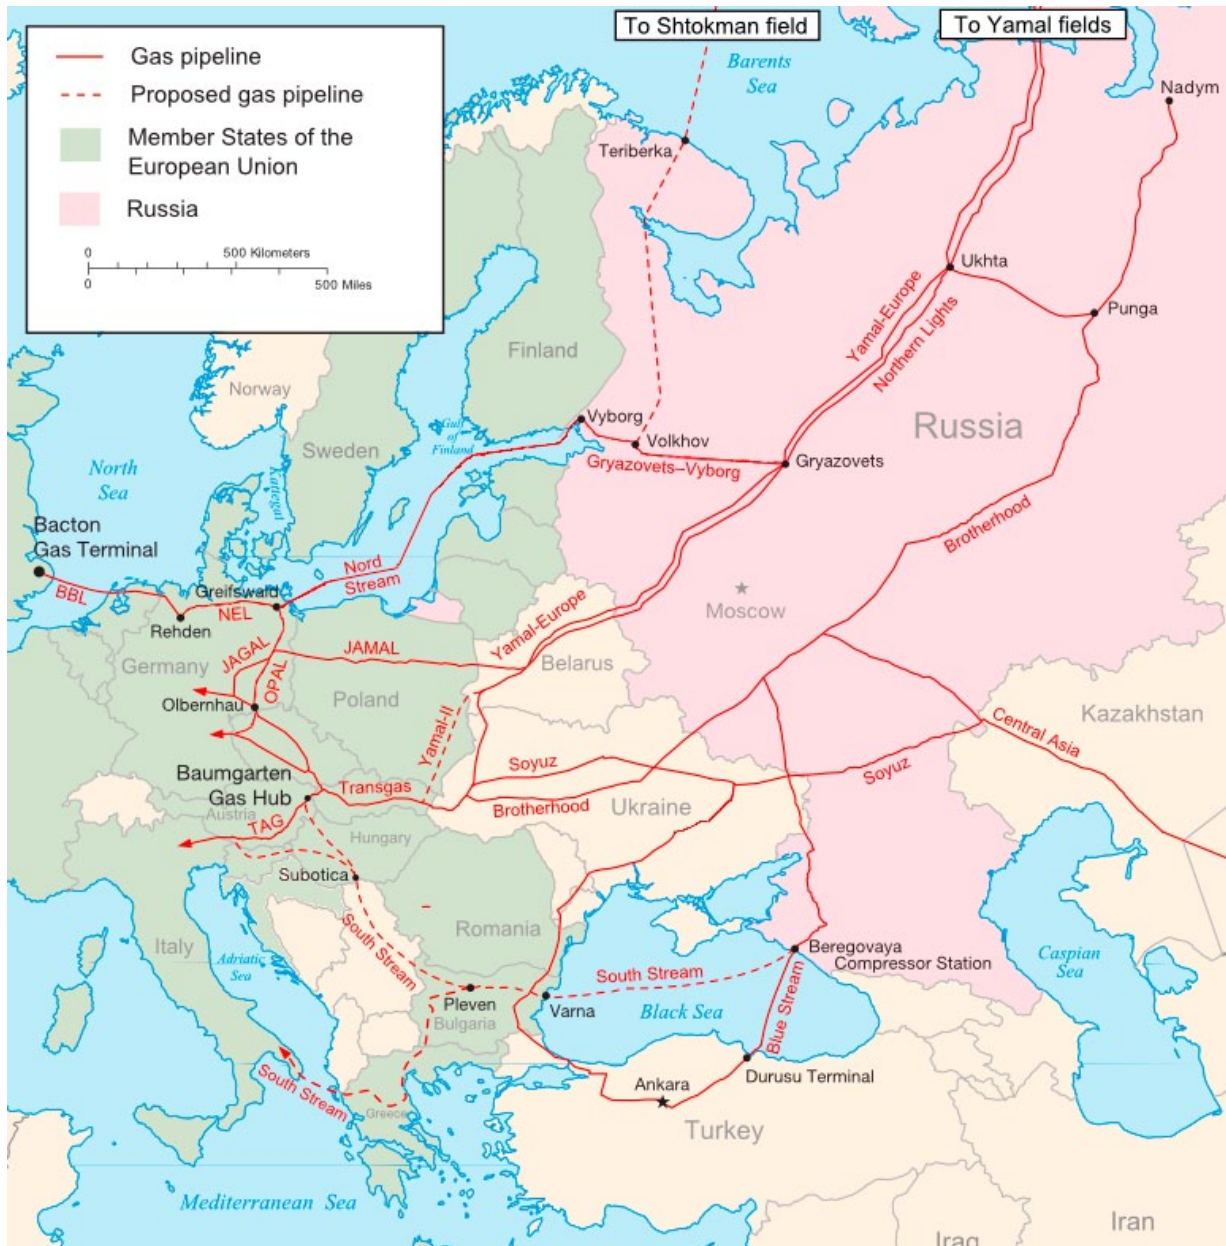 To Shtokman field
To Yamal fields
Gas pipeline
Proposed gas pipeline
Member States of the
European Union
Russia
0
500 Kilometers
0
500 Miles
Barents
Sea
Nadym
Teriberka
Ukhta
Punga
Yamal-Europe
Northern Lights
Finland
Norway
Sweden
Gulf
of
Finland
Vyborg
Volkhov
Gryazovets–Vyborg
Gryazovets
Russia
North
Sea
Kattegat
Bacton
Gas Terminal
BBL
Nord
Stream
Greifswald
NEL
Rehden
Brotherhood
Moscow
Yamal-Europe
Belarus
JAGAL
JAMAL
OPAL
Germany
Poland
Olbernhau
Yamal-II
Kazakhstan
Central Asia
Soyuz
Soyuz
Baumgarten
Gas Hub
Transgas
Brotherhood
Ukraine
Austria
TAG
Hungary
Subotica
Romania
South Stream
Italy
Adriatic
Sea
Beregovaya
Compressor Station
Caspian
Sea
South Stream
Pleven
Varna
Black Sea
Blue Stream
Bulgaria
Durusu Terminal
Ankara
South Stream
Greece
Turkey
Mediterranean Sea
Iraq
Iran